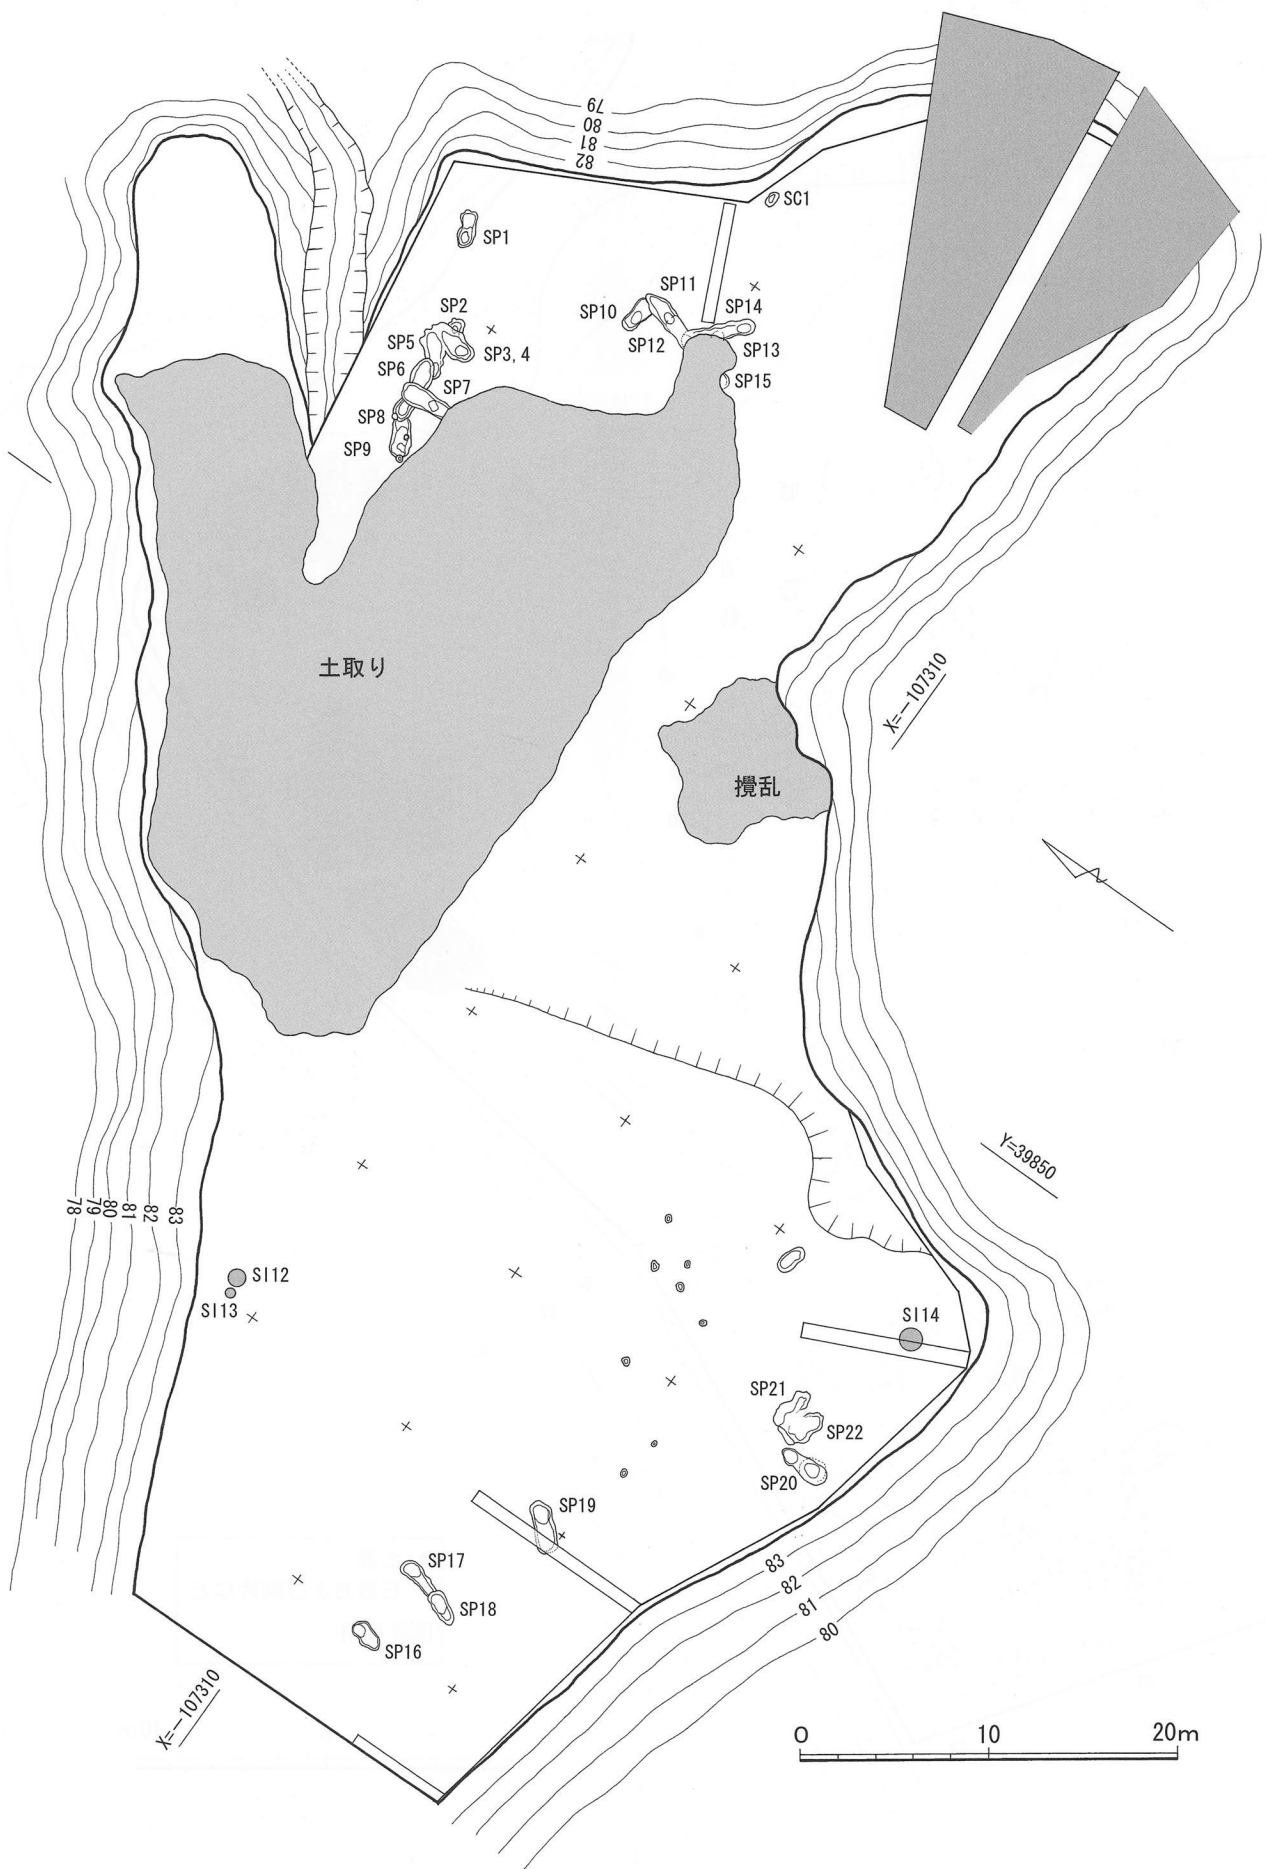 79
80
81
82
SC1
SP1
SP11
SP2
SP10
SP14
SP5
SP12
SP13
SP3, 4
SP6
SP7
SP15
SP8
SP9
土取り
X=−107310
攪乱
Y=39850
78
79
80
81
82
83
SI12
SI13
SI14
SP21
SP22
SP20
SP19
SP17
83
82
SP18
81
80
SP16
X=−107310
0 10 20m